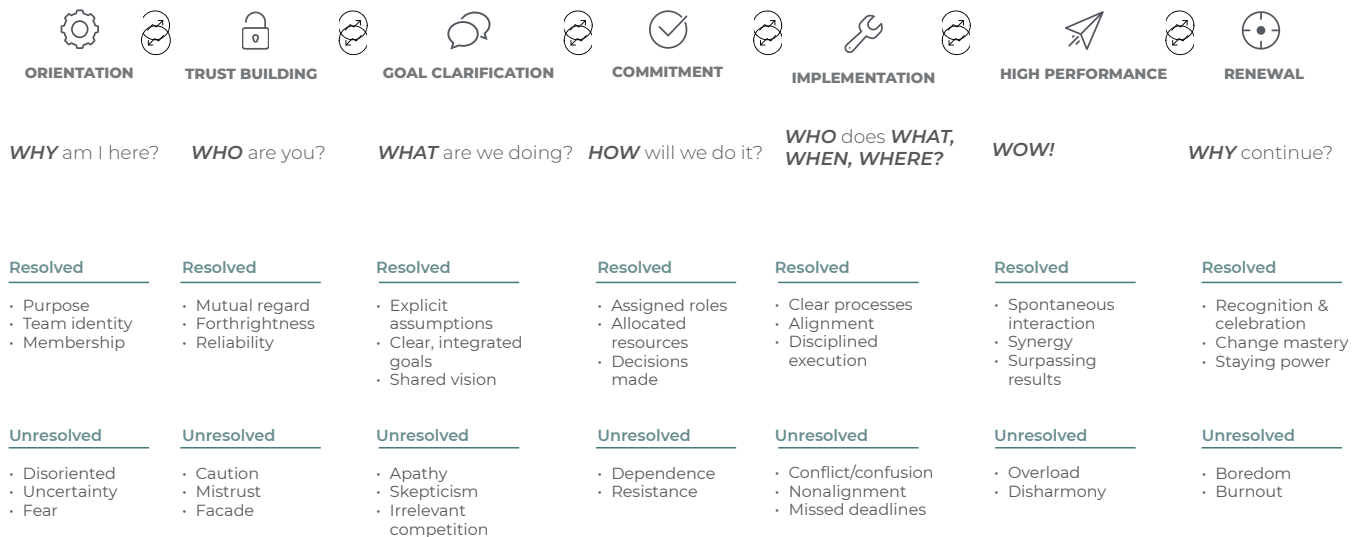 ORIENTATION
TRUST BUILDING
GOAL CLARIFICATION
COMMITMENT
IMPLEMENTATION
HIGH PERFORMANCE
RENEWAL
WHY am I here?
WHO are you?
WHAT are we doing?
HOW will we do it?
WHO does WHAT,
WHEN, WHERE?
WOW!
WHY continue?
Resolved
• Purpose
• Team identity
• Membership
Resolved
• Mutual regard
• Forthrightness
• Reliability
Resolved
• Explicit
assumptions
• Clear, integrated
goals
• Shared vision
Resolved
• Assigned roles
• Allocated
resources
• Decisions
made
Resolved
• Clear processes
• Alignment
• Disciplined
execution
Resolved
• Spontaneous
interaction
• Synergy
• Surpassing
results
Resolved
• Recognition &
celebration
• Change mastery
• Staying power
Unresolved
• Disoriented
• Uncertainty
• Fear
Unresolved
• Caution
• Mistrust
• Facade
Unresolved
• Apathy
• Skepticism
• Irrelevant
competition
Unresolved
• Dependence
• Resistance
Unresolved
• Conflict/confusion
• Nonalignment
• Missed deadlines
Unresolved
• Overload
• Disharmony
Unresolved
• Boredom
• Burnout